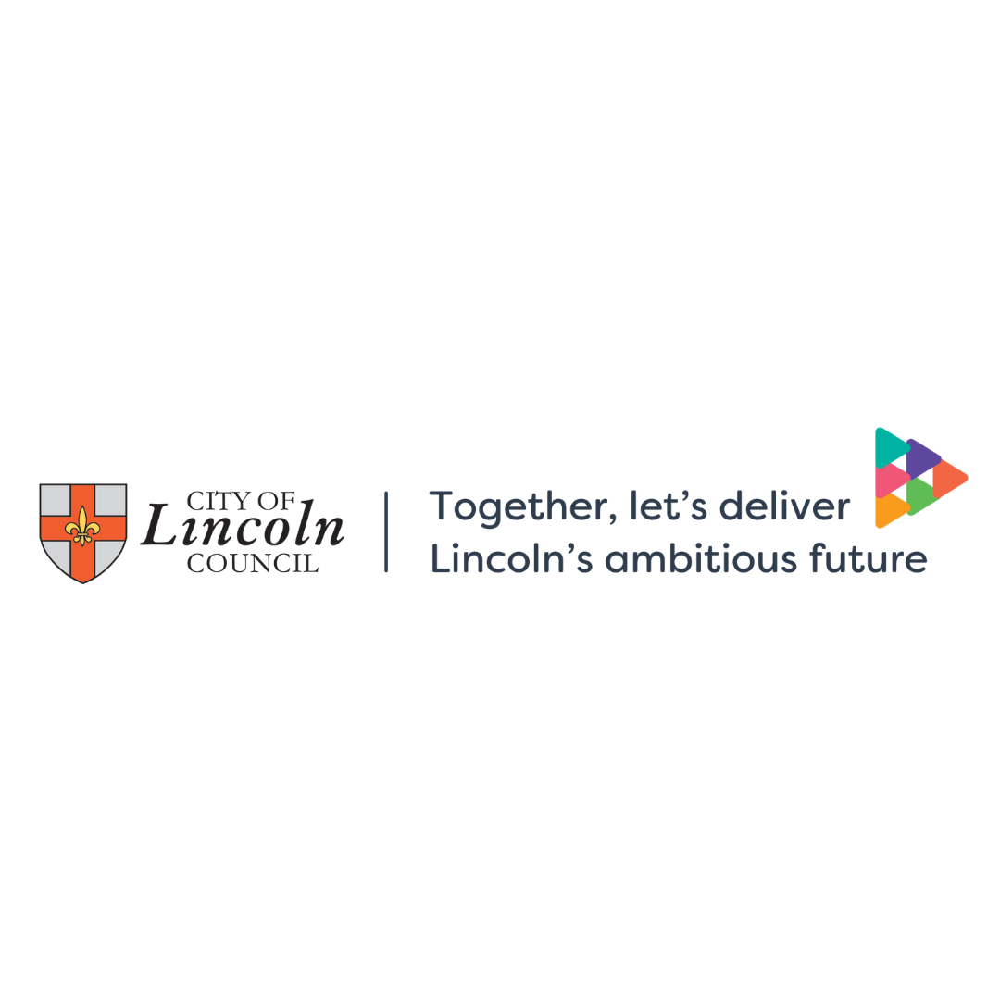 CITY OF
Lincoln
COUNCIL
Together, let’s deliver
Lincoln’s ambitious future